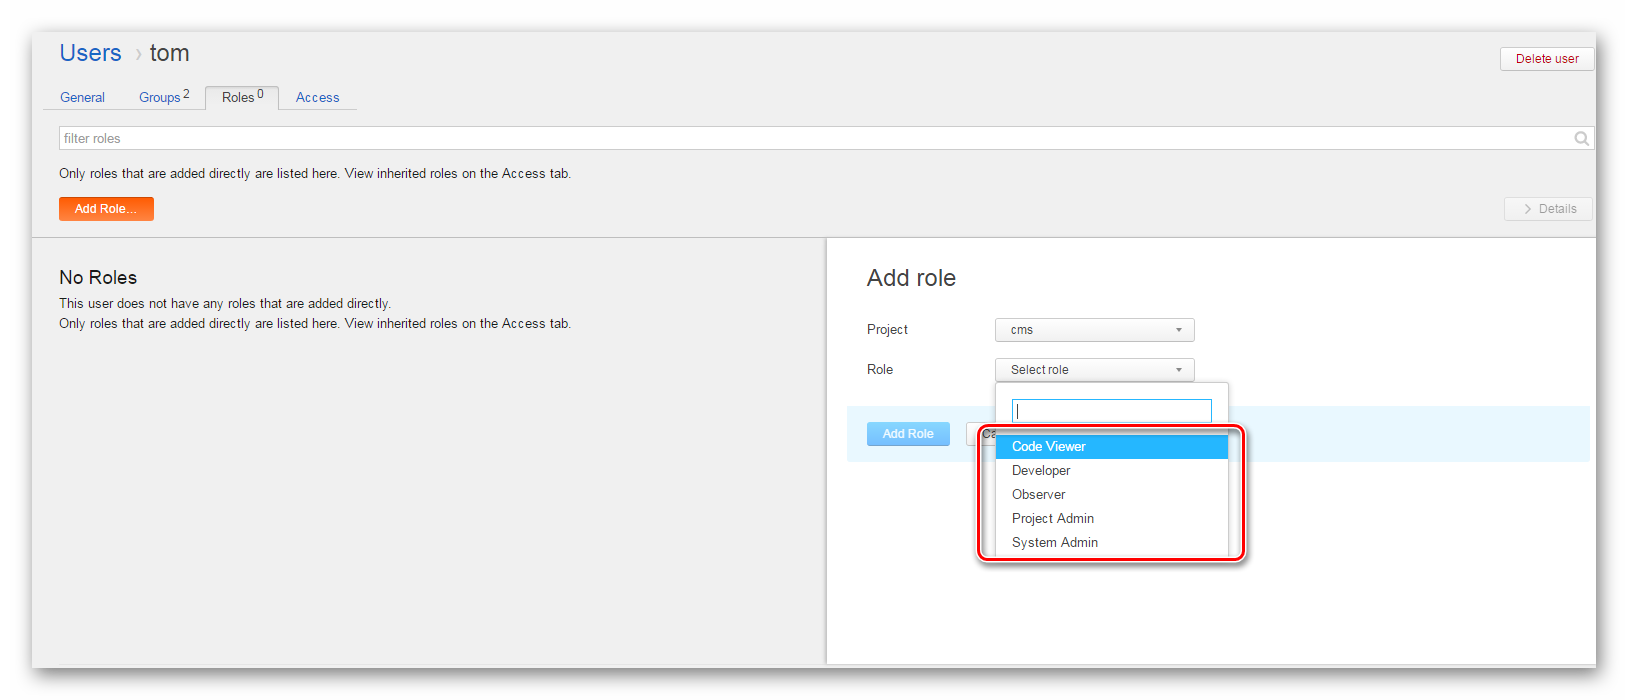 Users › tom
Delete user
General Groups 2 Roles 0 Access
filter roles
Only roles that are added directly are listed here. View inherited roles on the Access tab.
Add Role...
Details
No Roles
This user does not have any roles that are added directly.
Only roles that are added directly are listed here. View inherited roles on the Access tab.
Add role
Project cms
Role Select role
Add Role Ca
Code Viewer
Developer
Observer
Project Admin
System Admin